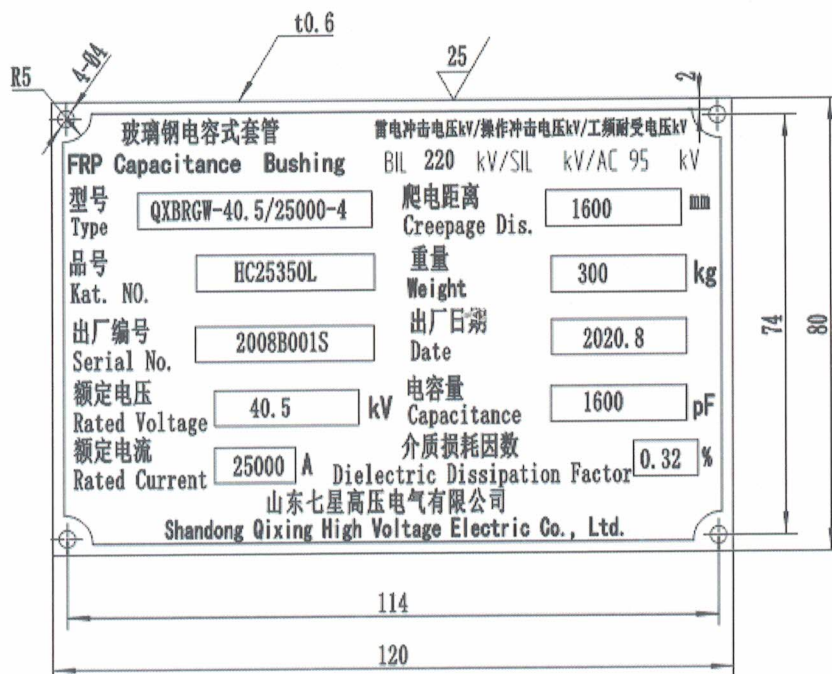 t0.6
25
2
R5
4-Ø4
玻璃钢电容式套管
雷电冲击电压kV/操作冲击电压kV/工频耐受电压kV
FRP Capacitance Bushing
BIL 220 kV/SIL kV/AC 95 kV
型号
Type
QXBRGW-40.5/25000-4
爬电距离
Creepage Dis.
1600
mm
品号
Kat. NO.
HC25350L
重量
Weight
300
kg
出厂编号
Serial No.
2008B001S
出厂日期
Date
2020.8
额定电压
Rated Voltage
40.5
kV
电容量
Capacitance
1600
pF
额定电流
Rated Current
25000
A
介质损耗因数
Dielectric Dissipation Factor
0.32
%
山东七星高压电气有限公司
Shandong Qixing High Voltage Electric Co., Ltd.
74
80
114
120